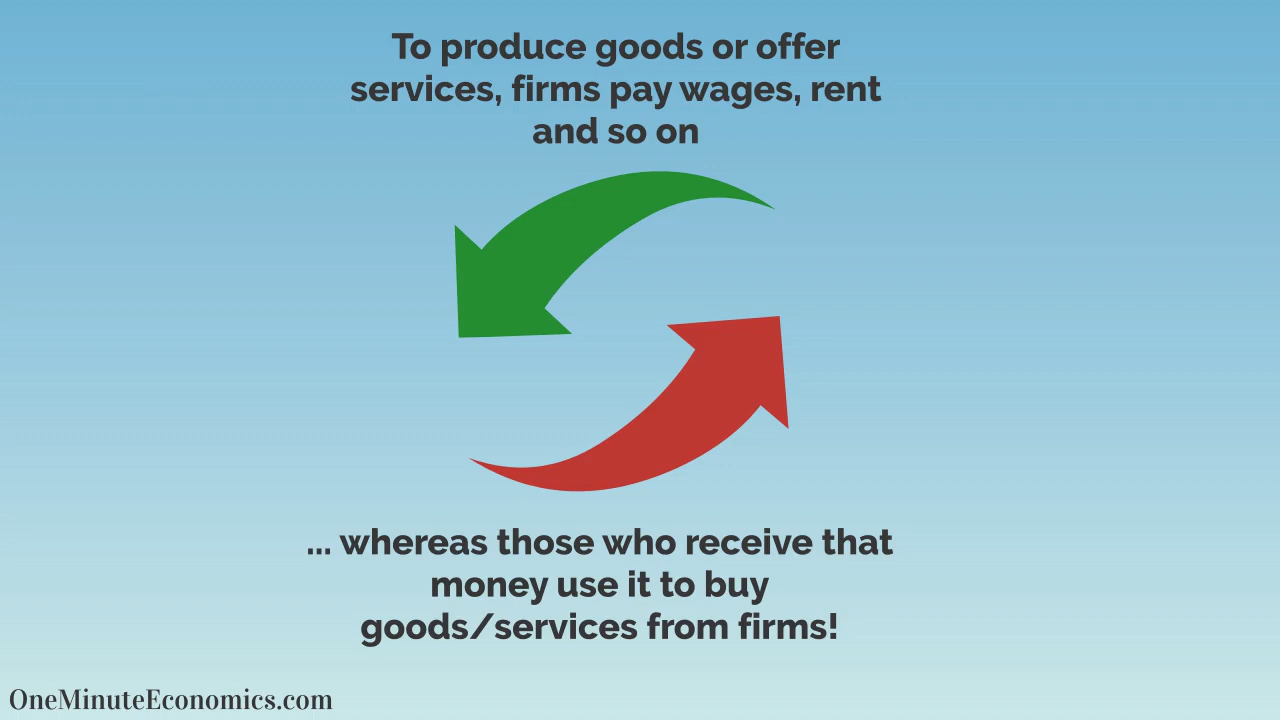 To produce goods or offer
services, firms pay wages, rent
and so on
... whereas those who receive that
money use it to buy
goods/services from firms!
OneMinuteEconomics.com